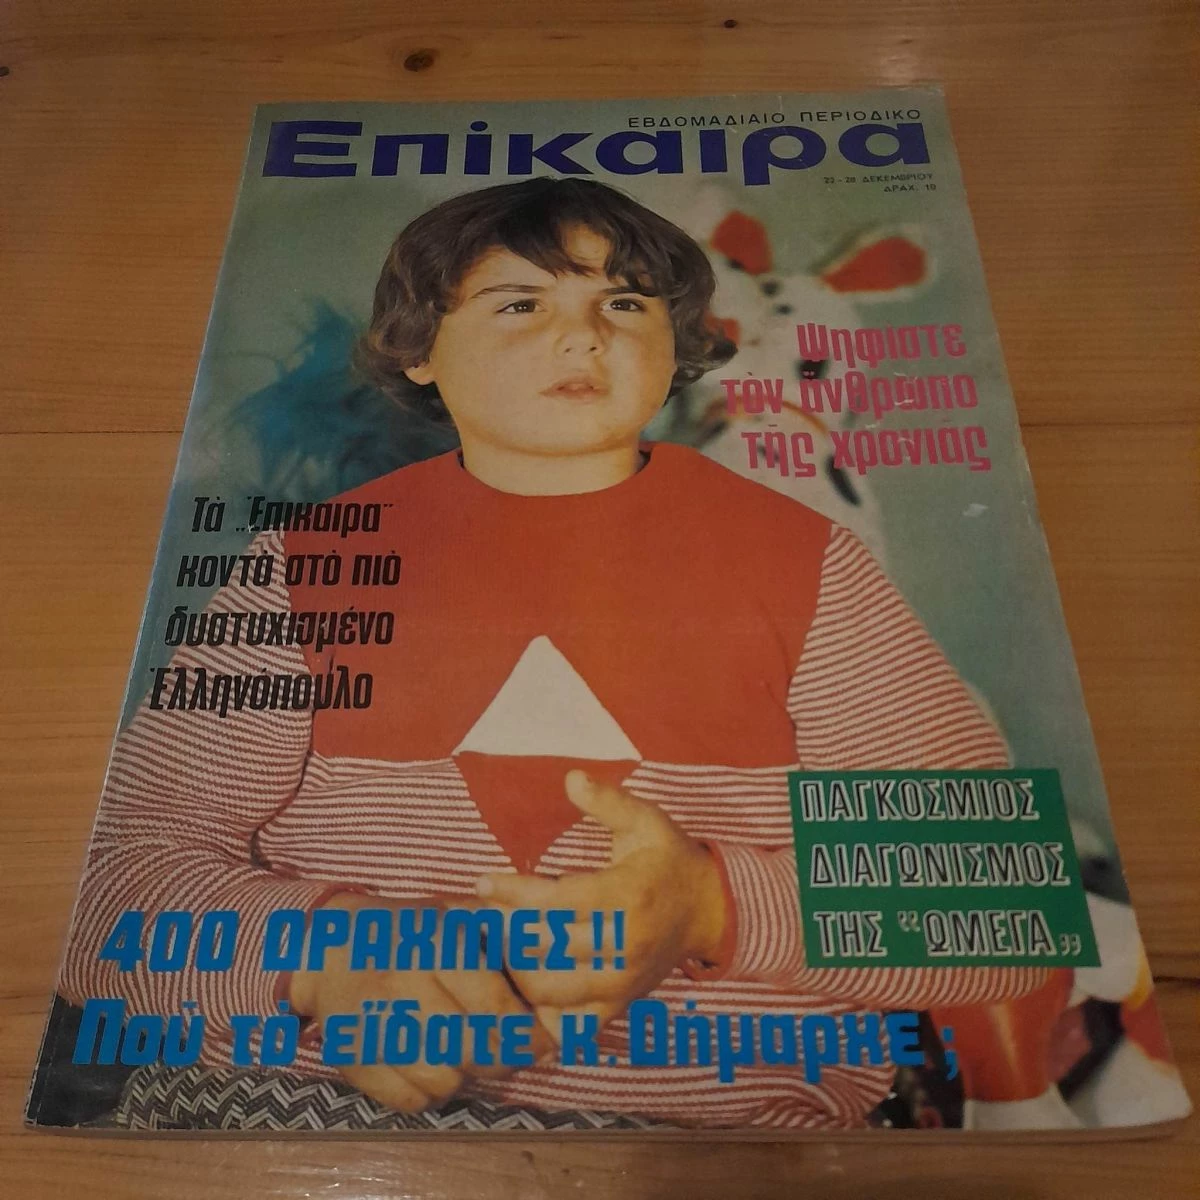 ΕΒΔΟΜΑΔΙΑΙΟ ΠΕΡΙΟΔΙΚΟ
Επίκαιρα
22-28 ΔΕΚΕΜΒΡΙΟΥ
ΔΡΑΧ. 10
Ψηφίστε
τὸν ἄνθρωπο
τῆς χρονιᾶς
Τὰ „Ἐπίκαιρα"
κοντὰ στὸ πιὸ
δυστυχισμένο
Ἑλληνόπουλο
ΠΑΓΚΟΣΜΙΟΣ
ΔΙΑΓΩΝΙΣΜΟΣ
ΤΗΣ “ΩΜΕΓΑ„
400 ΔΡΑΧΜΕΣ!!
Ποῦ τὸ εἴδατε κ. Δήμαρχε;